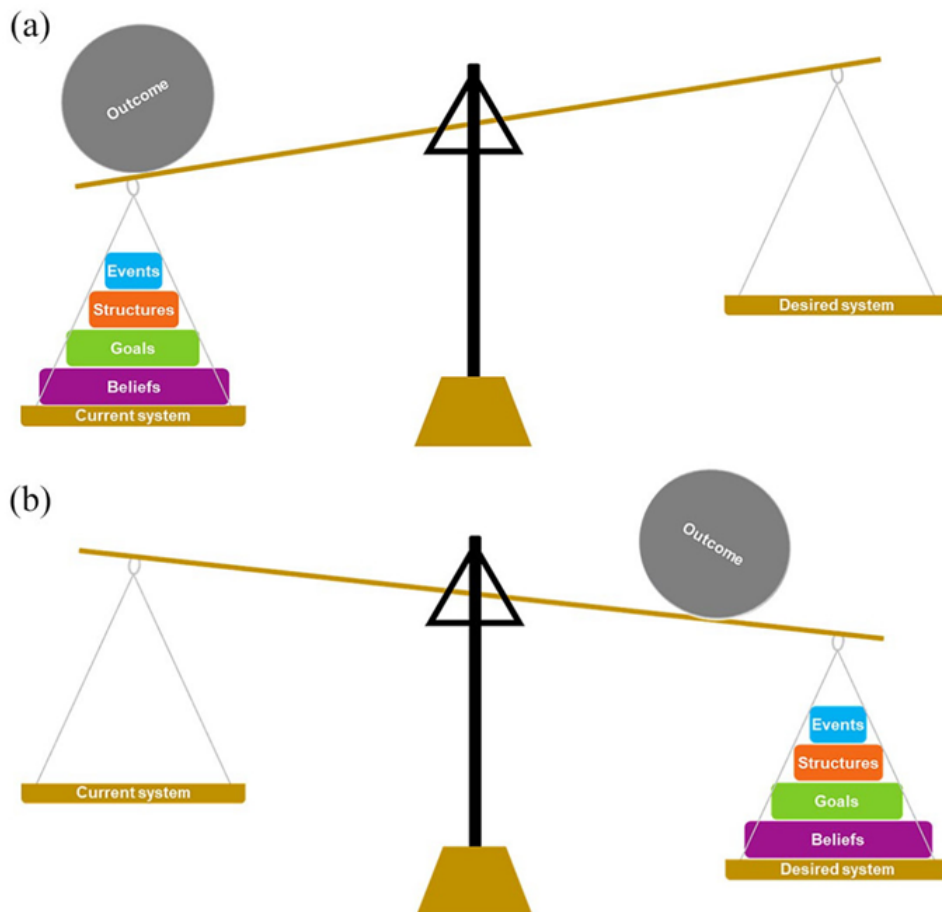 (a)
Outcome
Events
Structures
Goals
Beliefs
Current system
Desired system
(b)
Outcome
Current system
Events
Structures
Goals
Beliefs
Desired system